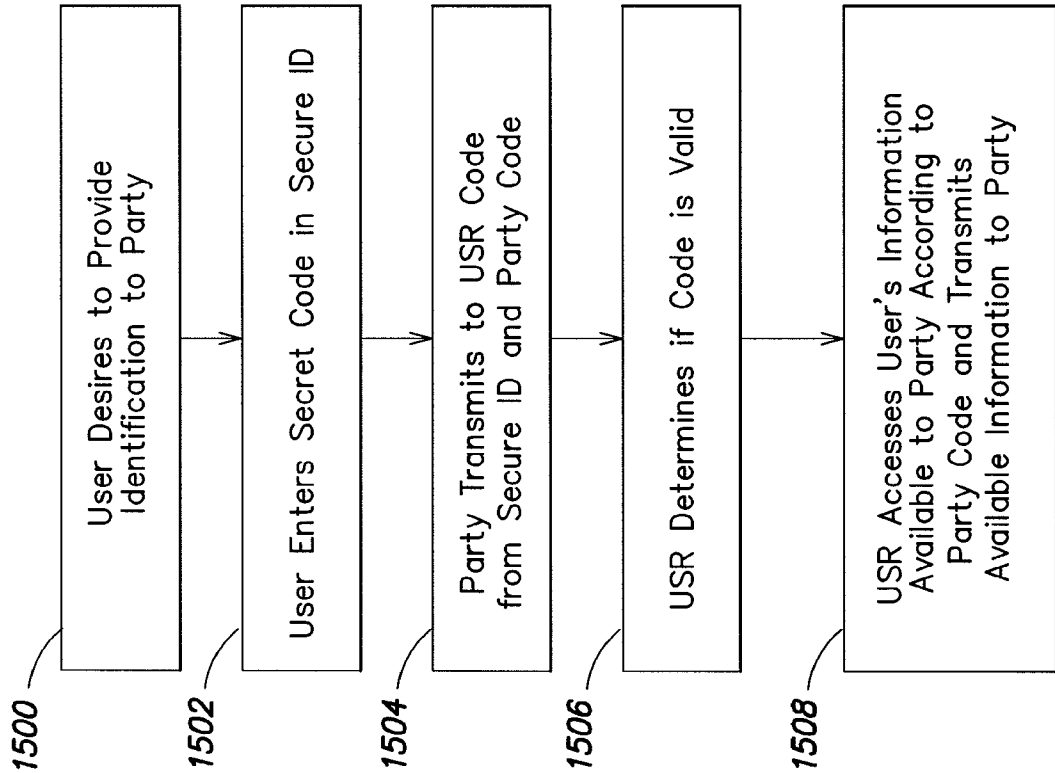 1500
User Desires to Provide
Identification to Party
1502
User Enters Secret Code in Secure ID
1504
Party Transmits to USR Code
from Secure ID and Party Code
1506
USR Determines if Code is Valid
1508
USR Accesses User's Information
Available to Party According to
Party Code and Transmits
Available Information to Party